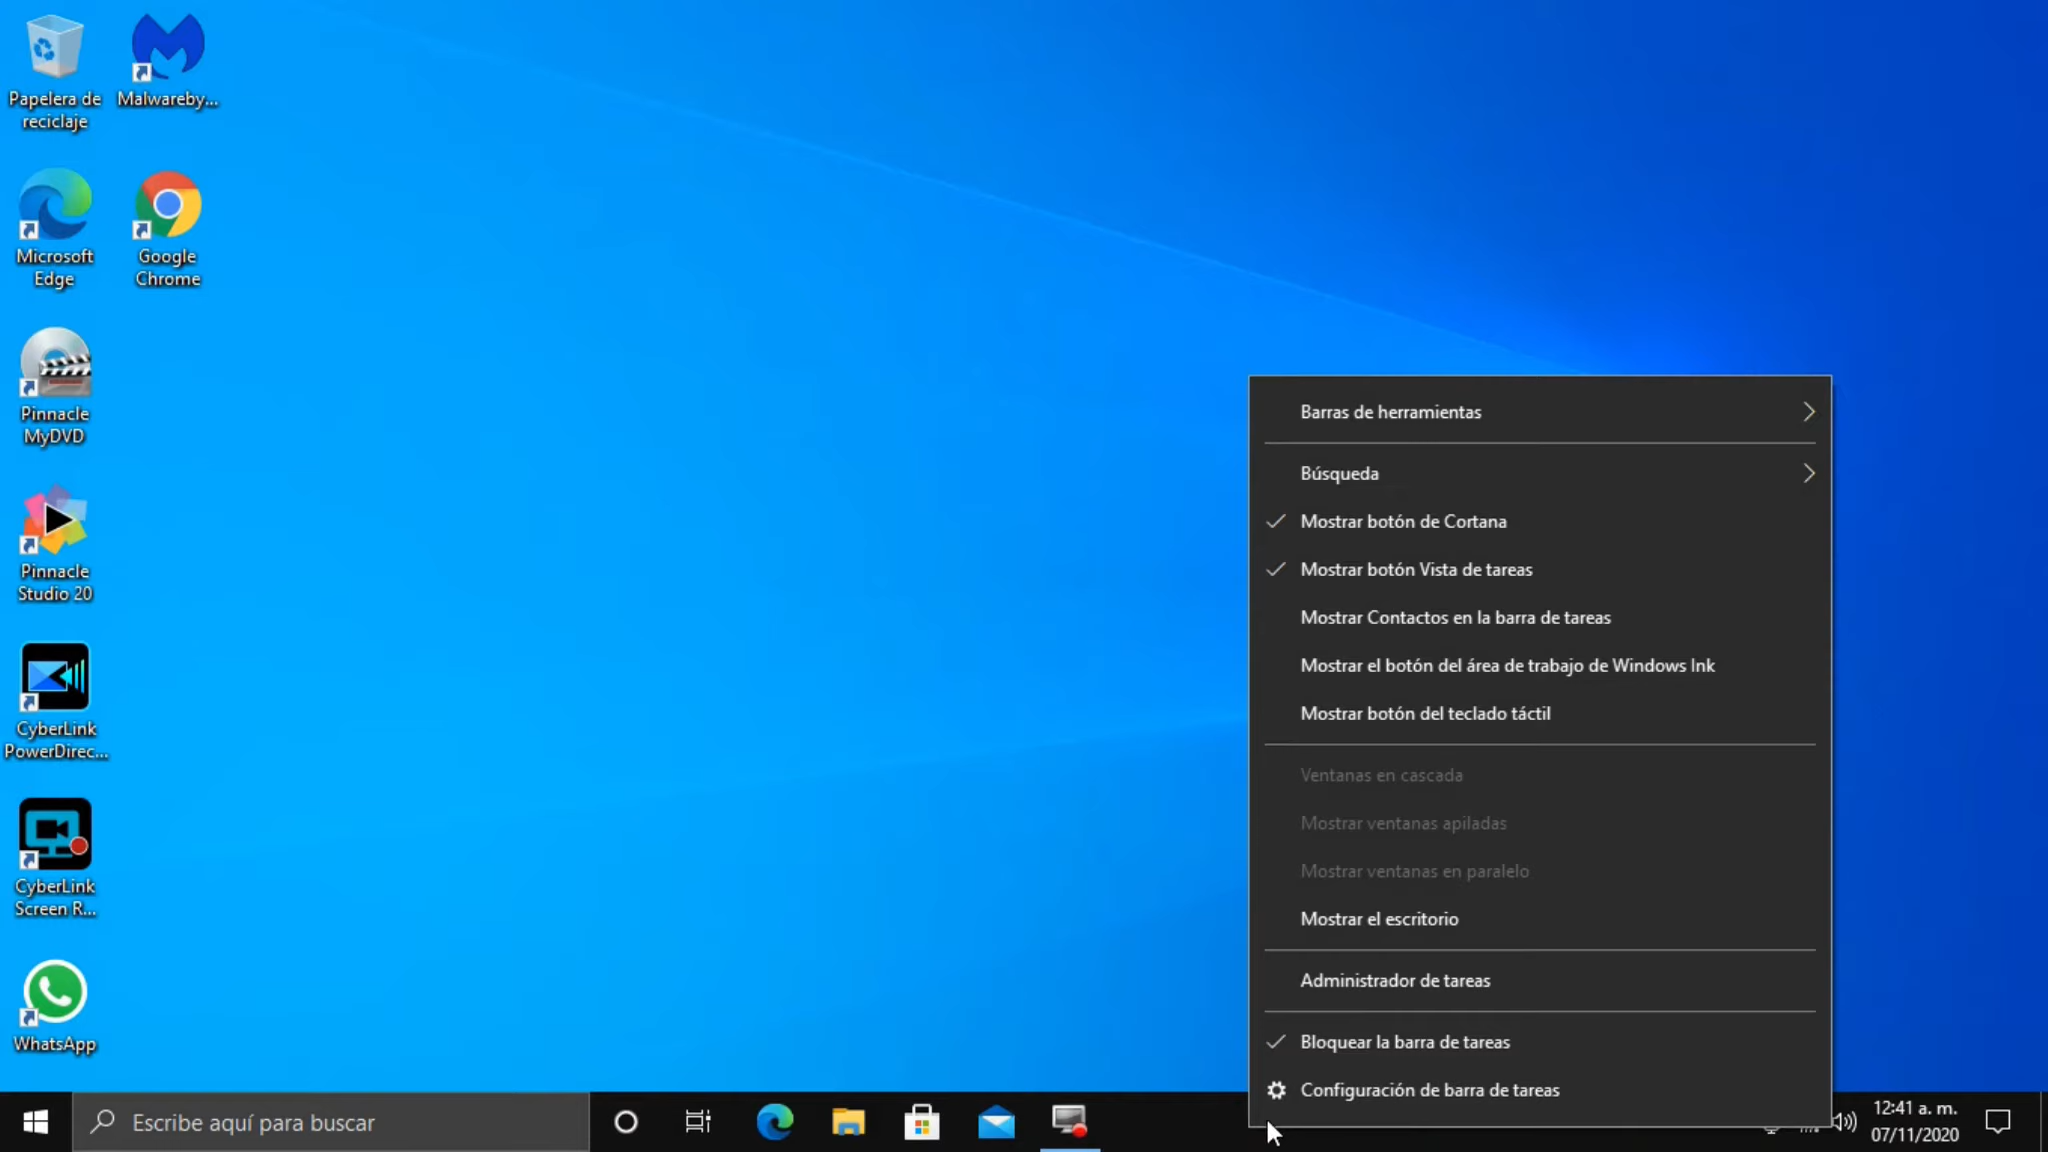 Papelera de
reciclaje
Malwareby...
Microsoft
Edge
Google
Chrome
Pinnacle
MyDVD
Pinnacle
Studio 20
CyberLink
PowerDirec...
CyberLink
Screen R...
WhatsApp
Barras de herramientas
Búsqueda
Mostrar botón de Cortana
Mostrar botón Vista de tareas
Mostrar Contactos en la barra de tareas
Mostrar el botón del área de trabajo de Windows Ink
Mostrar botón del teclado táctil
Ventanas en cascada
Mostrar ventanas apiladas
Mostrar ventanas en paralelo
Mostrar el escritorio
Administrador de tareas
Bloquear la barra de tareas
Configuración de barra de tareas
Escribe aquí para buscar
12:41 a. m.
07/11/2020